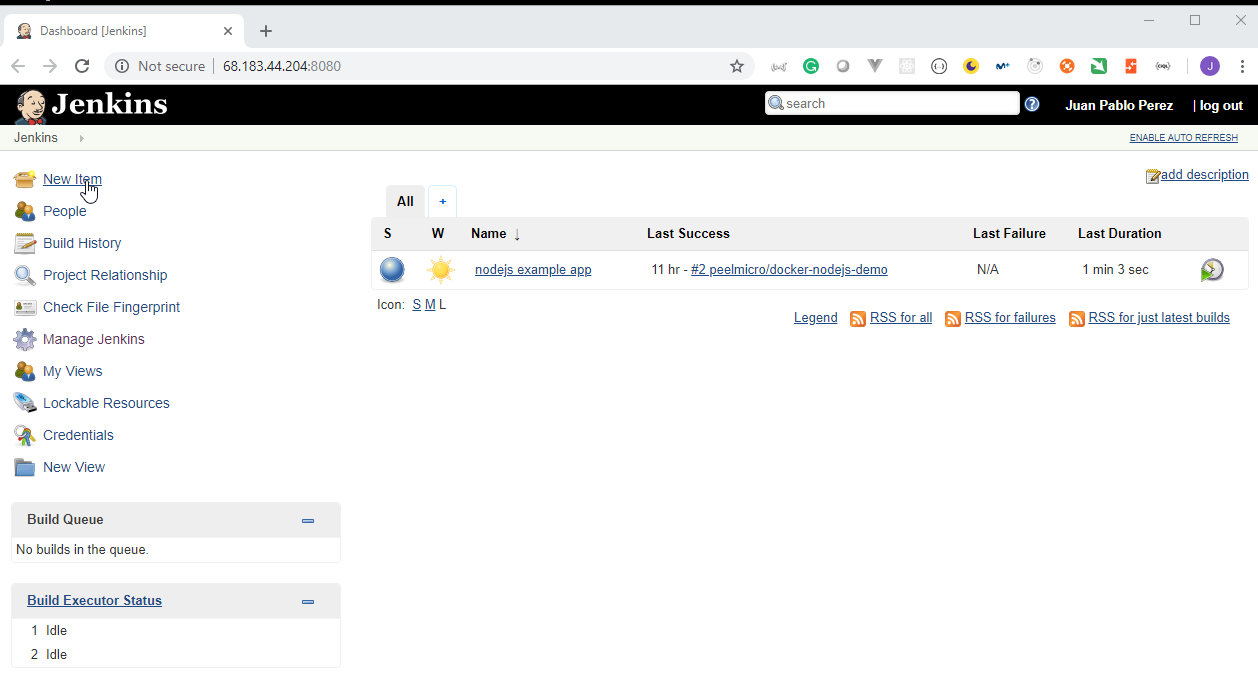 Dashboard [Jenkins]
Not secure | 68.183.44.204:8080
Jenkins
search
Juan Pablo Perez
| log out
Jenkins
ENABLE AUTO REFRESH
New Item
People
Build History
Project Relationship
Check File Fingerprint
Manage Jenkins
My Views
Lockable Resources
Credentials
New View
add description
All +
S W Name ↓ Last Success Last Failure Last Duration
nodejs example app 11 hr - #2 peelmicro/docker-nodejs-demo N/A 1 min 3 sec
Icon: S M L
Legend RSS for all RSS for failures RSS for just latest builds
Build Queue
No builds in the queue.
Build Executor Status
1 Idle
2 Idle